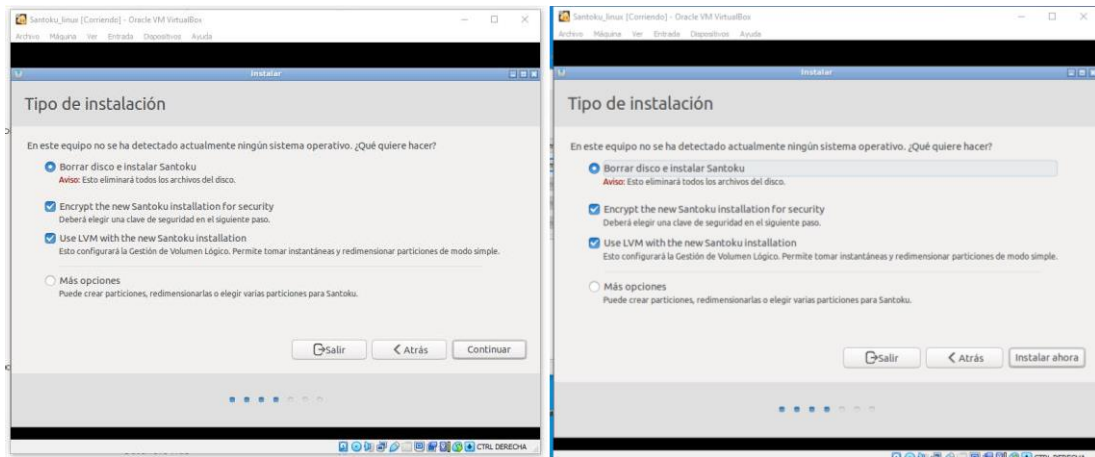 Santoku_linux [Corriendo] - Oracle VM VirtualBox
Archivo Máquina Ver Entrada Dispositivos Ayuda
Instalar
Tipo de instalación
En este equipo no se ha detectado actualmente ningún sistema operativo. ¿Qué quiere hacer?
Borrar disco e instalar Santoku
Aviso: Esto eliminará todos los archivos del disco.
Encrypt the new Santoku installation for security
Deberá elegir una clave de seguridad en el siguiente paso.
Use LVM with the new Santoku installation
Esto configurará la Gestión de Volumen Lógico. Permite tomar instantáneas y redimensionar particiones de modo simple.
Más opciones
Puede crear particiones, redimensionarlas o elegir varias particiones para Santoku.
Salir
Atrás
Continuar
CTRL DERECHA
Santoku_linux [Corriendo] - Oracle VM VirtualBox
Archivo Máquina Ver Entrada Dispositivos Ayuda
Instalar
Tipo de instalación
En este equipo no se ha detectado actualmente ningún sistema operativo. ¿Qué quiere hacer?
Borrar disco e instalar Santoku
Aviso: Esto eliminará todos los archivos del disco.
Encrypt the new Santoku installation for security
Deberá elegir una clave de seguridad en el siguiente paso.
Use LVM with the new Santoku installation
Esto configurará la Gestión de Volumen Lógico. Permite tomar instantáneas y redimensionar particiones de modo simple.
Más opciones
Puede crear particiones, redimensionarlas o elegir varias particiones para Santoku.
Salir
Atrás
Instalar ahora
CTRL DERECHA